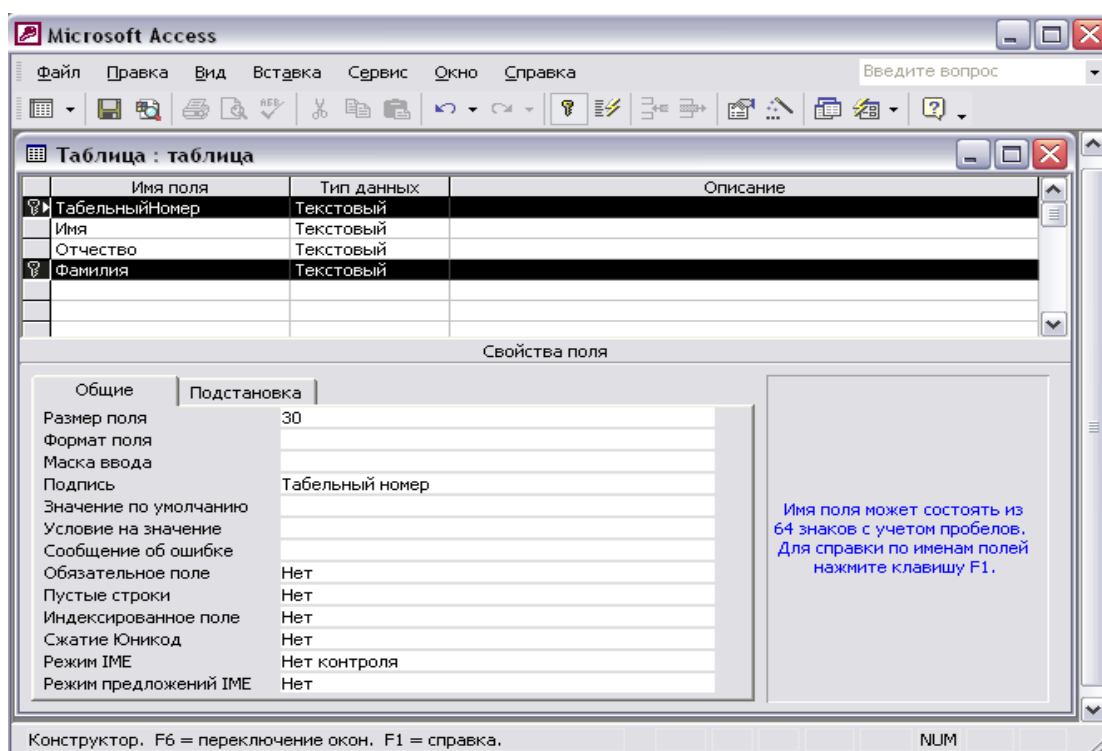 Microsoft Access
Файл Правка Вид Вставка Сервис Окно Справка Введите вопрос
Таблица : таблица
Имя поля Тип данных Описание
ТабельныйНомер Текстовый
Имя Текстовый
Отчество Текстовый
Фамилия Текстовый
Свойства поля
Общие Подстановка
Размер поля 30
Формат поля
Маска ввода
Подпись Табельный номер
Значение по умолчанию
Условие на значение
Сообщение об ошибке
Обязательное поле Нет
Пустые строки Нет
Индексированное поле Нет
Сжатие Юникод Нет
Режим IME Нет контроля
Режим предложений IME Нет
Имя поля может состоять из
64 знаков с учетом пробелов.
Для справки по именам полей
нажмите клавишу F1.
Конструктор. F6 = переключение окон. F1 = справка. NUM